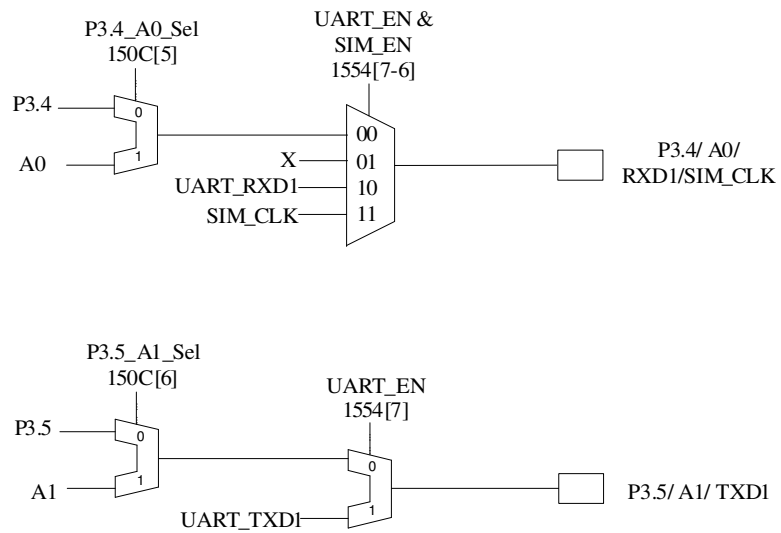 P3.4_A0_Sel
150C[5]
UART_EN &
SIM_EN
1554[7-6]
P3.4
0
A0
1
00
X
01
UART_RXD1
10
SIM_CLK
11
P3.4/ A0/
RXD1/SIM_CLK
P3.5_A1_Sel
150C[6]
UART_EN
1554[7]
P3.5
0
A1
1
0
UART_TXD1
1
P3.5/ A1/ TXD1